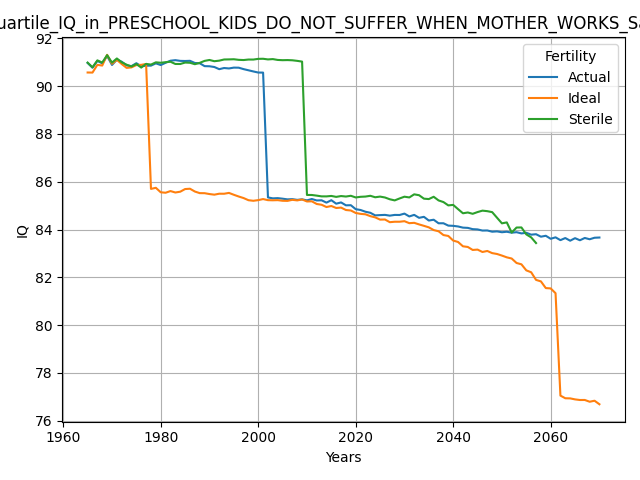 uartile_IQ_in_PRESCHOOL_KIDS_DO_NOT_SUFFER_WHEN_MOTHER_WORKS_Sa
92
90
88
86
84
82
80
78
76
IQ
Fertility
Actual
Ideal
Sterile
1960
1980
2000
2020
2040
2060
Years